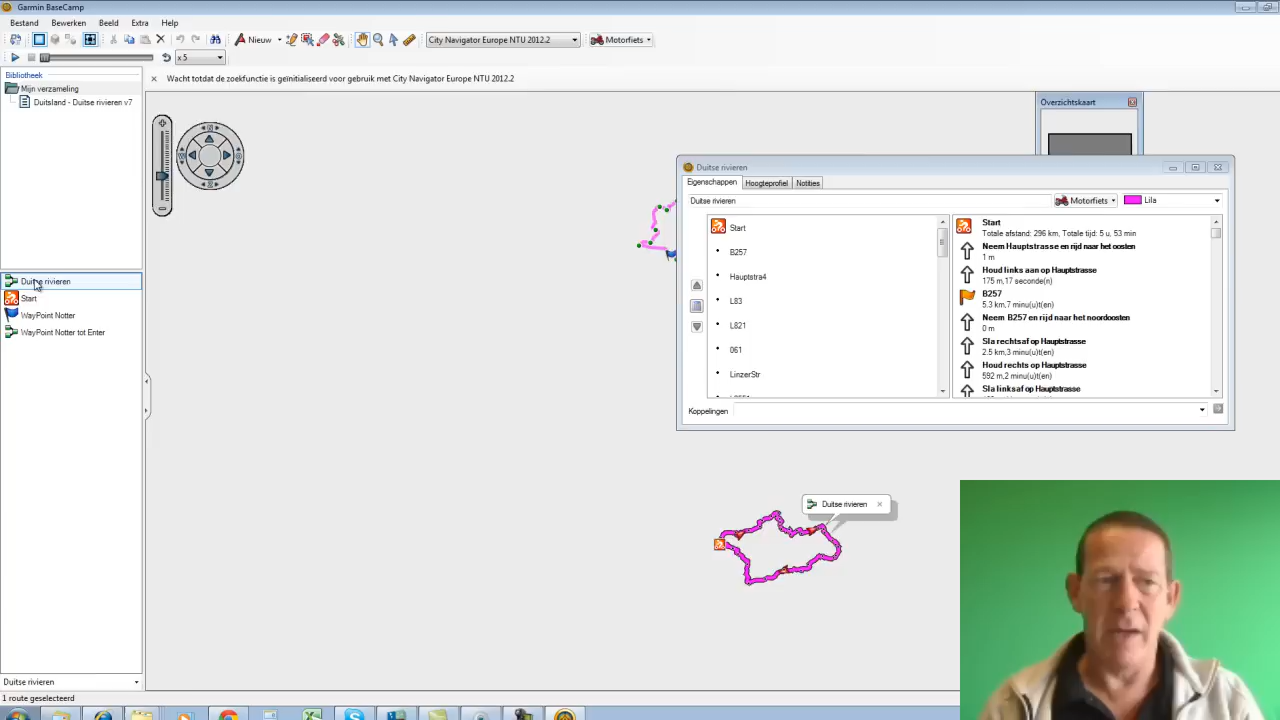 Garmin BaseCamp
Bestand Bewerken Beeld Extra Help
Nieuw City Navigator Europe NTU 2012.2 Motorfiets
x 5
Bibliotheek
Mijn verzameling
Duitsland - Duitse rivieren v7
Wacht totdat de zoekfunctie is geïnitialiseerd voor gebruik met City Navigator Europe NTU 2012.2
Overzichtskaart
Duitse rivieren
Start
WayPoint Notter
WayPoint Notter tot Enter
Duitse rivieren
Eigenschappen Hoogteprofiel Notities
Duitse rivieren Motorfiets Lila
Start
B257
Hauptstra4
L83
L821
061
LinzerStr
Start
Totale afstand: 296 km, Totale tijd: 5 u, 53 min
Neem Hauptstrasse en rijd naar het oosten
1 m
Houd links aan op Hauptstrasse
175 m,17 seconde(n)
B257
5.3 km,7 minu(u)t(en)
Neem B257 en rijd naar het noordoosten
0 m
Sla rechtsaf op Hauptstrasse
2.5 km,3 minu(u)t(en)
Houd rechts op Hauptstrasse
592 m,2 minu(u)t(en)
Sla linksaf op Hauptstrasse
Koppelingen
Duitse rivieren
Duitse rivieren
1 route geselecteerd